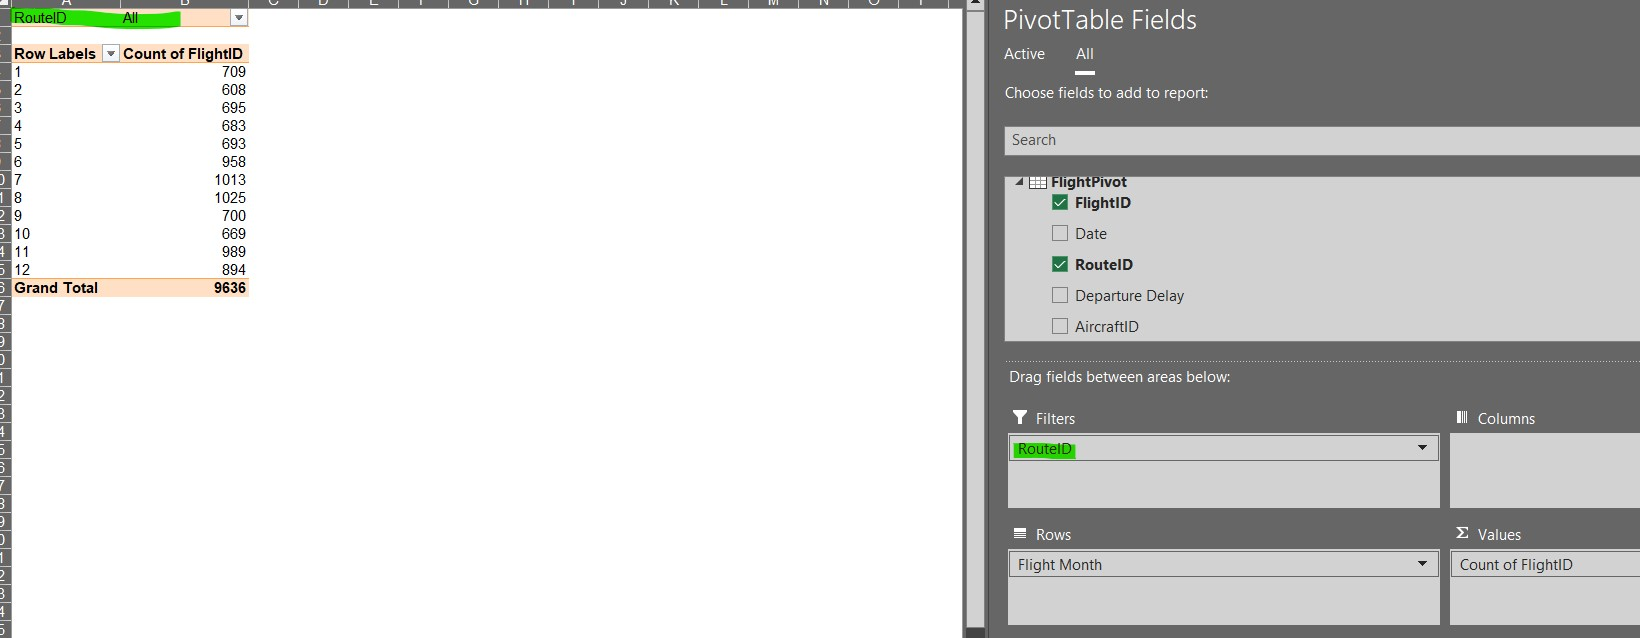 A B C D E F G H I J K L M N O
RouteID All
Row Labels Count of FlightID
1 709
2 608
3 695
4 683
5 693
6 958
7 1013
8 1025
9 700
10 669
11 989
12 894
Grand Total 9636
PivotTable Fields
Active All
Choose fields to add to report:
Search
FlightPivot
FlightID
Date
RouteID
Departure Delay
AircraftID
Drag fields between areas below:
Filters
RouteID
Columns
Rows
Flight Month
Σ Values
Count of FlightID